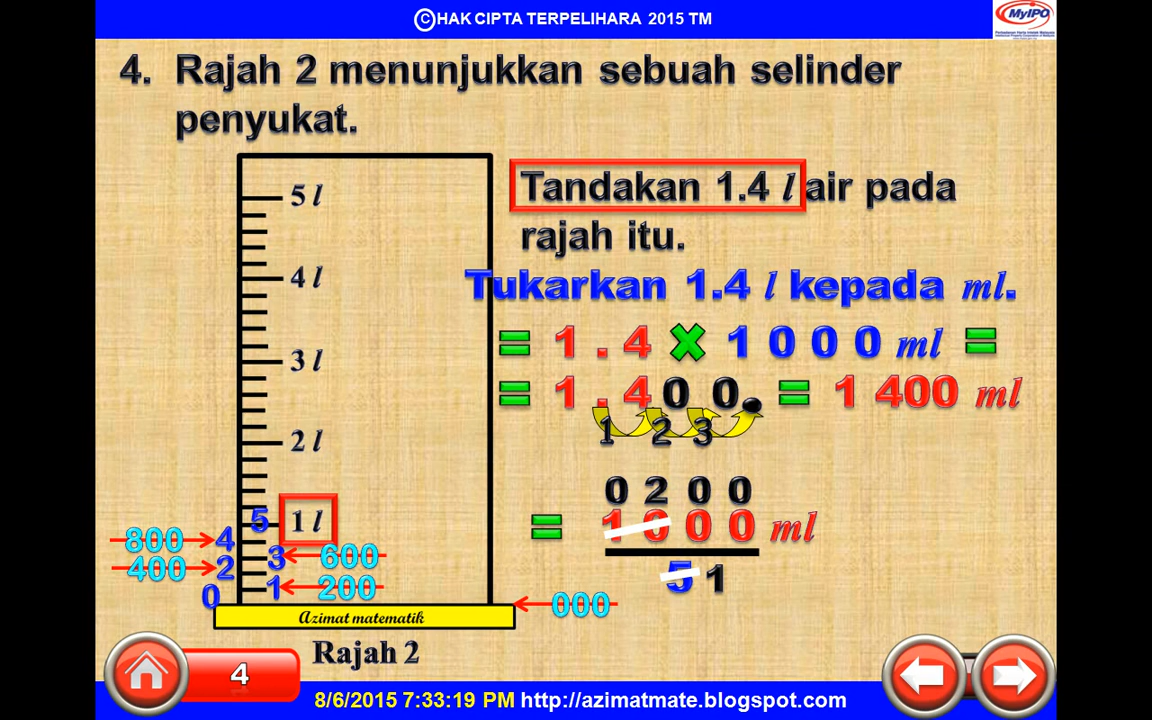 ©HAK CIPTA TERPELIHARA 2015 TM
MyIPO
4. Rajah 2 menunjukkan sebuah selinder
penyukat.
Tandakan 1.4 l air pada
rajah itu.
Tukarkan 1.4 l kepada ml.
= 1 . 4 × 1 0 0 0 ml =
= 1 . 4 0 0 . = 1 400 ml
1 2 3
0 2 0 0
= 1 0 0 0 ml
5 1
5 l
4 l
3 l
2 l
1 l
5
800 4
3 600
400 2
1 200
0
000
Azimat matematik
Rajah 2
4
8/6/2015 7:33:19 PM http://azimatmate.blogspot.com